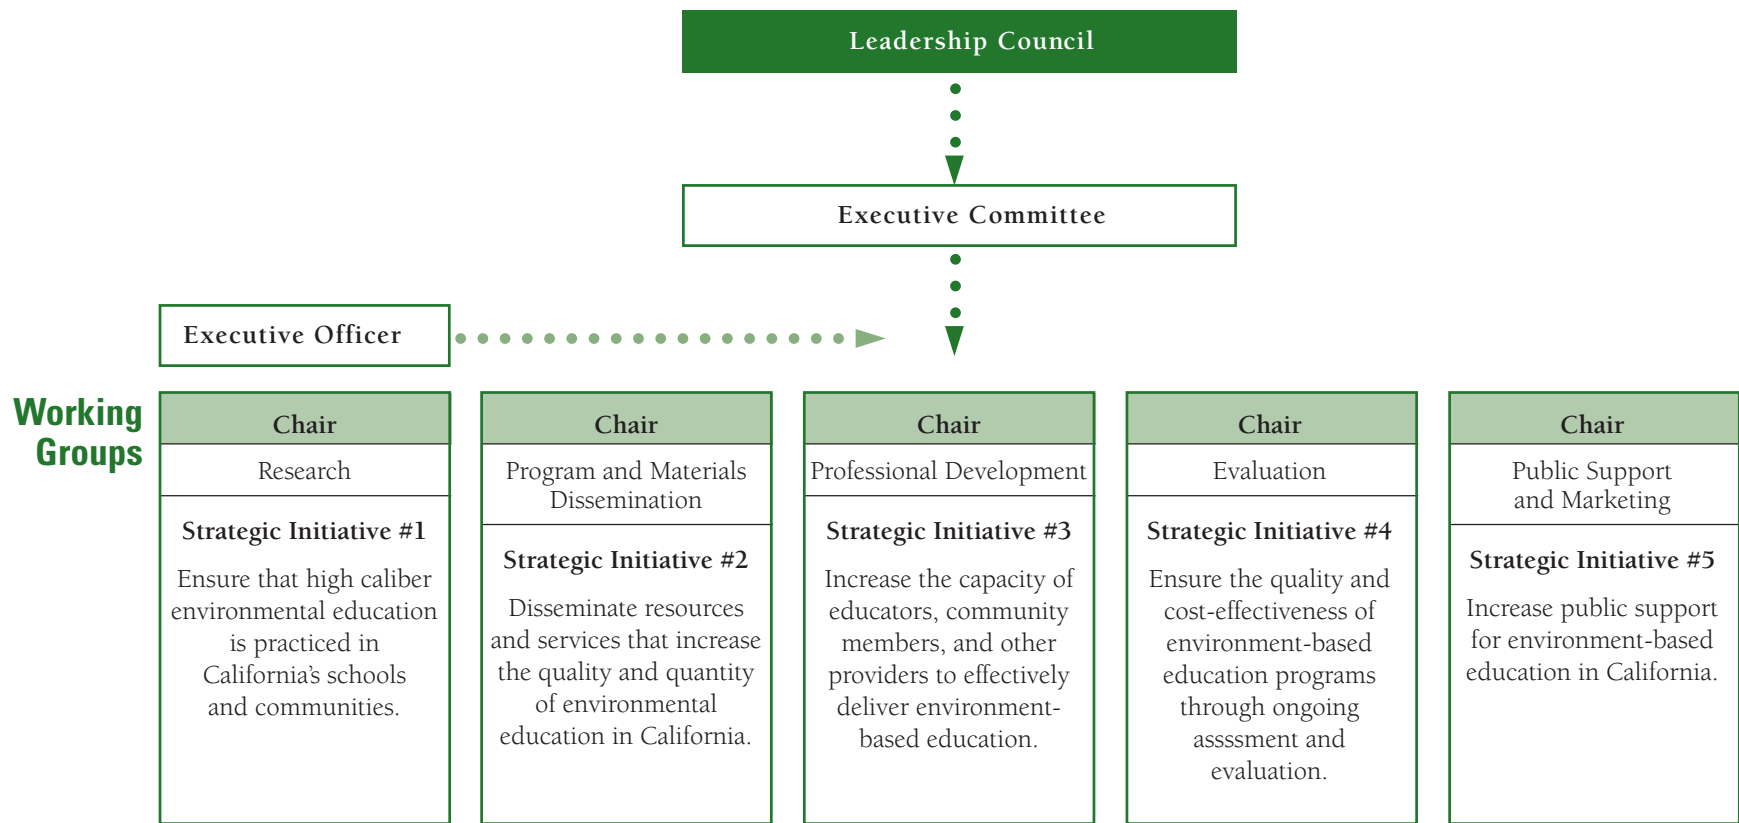 Leadership Council
Executive Committee
Executive Officer
Working
Groups
Chair
Research
Strategic Initiative #1
Ensure that high caliber
environmental education
is practiced in
California’s schools
and communities.
Chair
Program and Materials
Dissemination
Strategic Initiative #2
Disseminate resources
and services that increase
the quality and quantity
of environmental
education in California.
Chair
Professional Development
Strategic Initiative #3
Increase the capacity of
educators, community
members, and other
providers to effectively
deliver environment-
based education.
Chair
Evaluation
Strategic Initiative #4
Ensure the quality and
cost-effectiveness of
environment-based
education programs
through ongoing
asssment and
evaluation.
Chair
Public Support
and Marketing
Strategic Initiative #5
Increase public support
for environment-based
education in California.